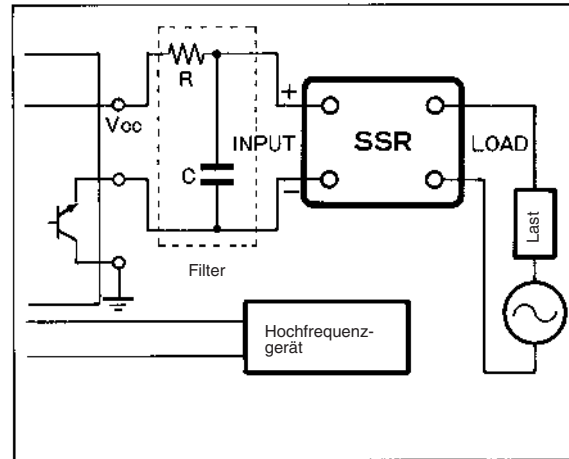 R
+
Vcc
INPUT
SSR
LOAD
C
−
Last
Filter
Hochfrequenz-
gerät